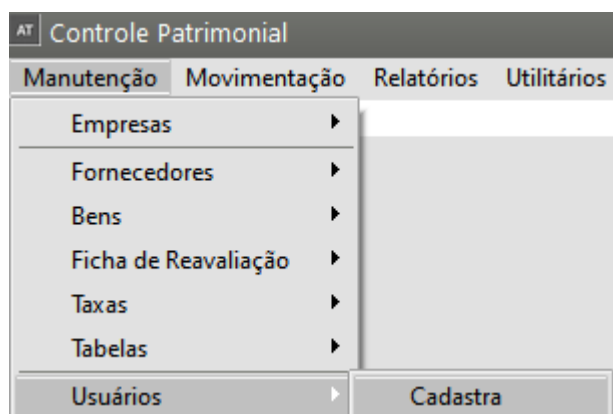 AT Controle Patrimonial
Manutenção Movimentação Relatórios Utilitários
Empresas
Fornecedores
Bens
Ficha de Reavaliação
Taxas
Tabelas
Usuários Cadastra